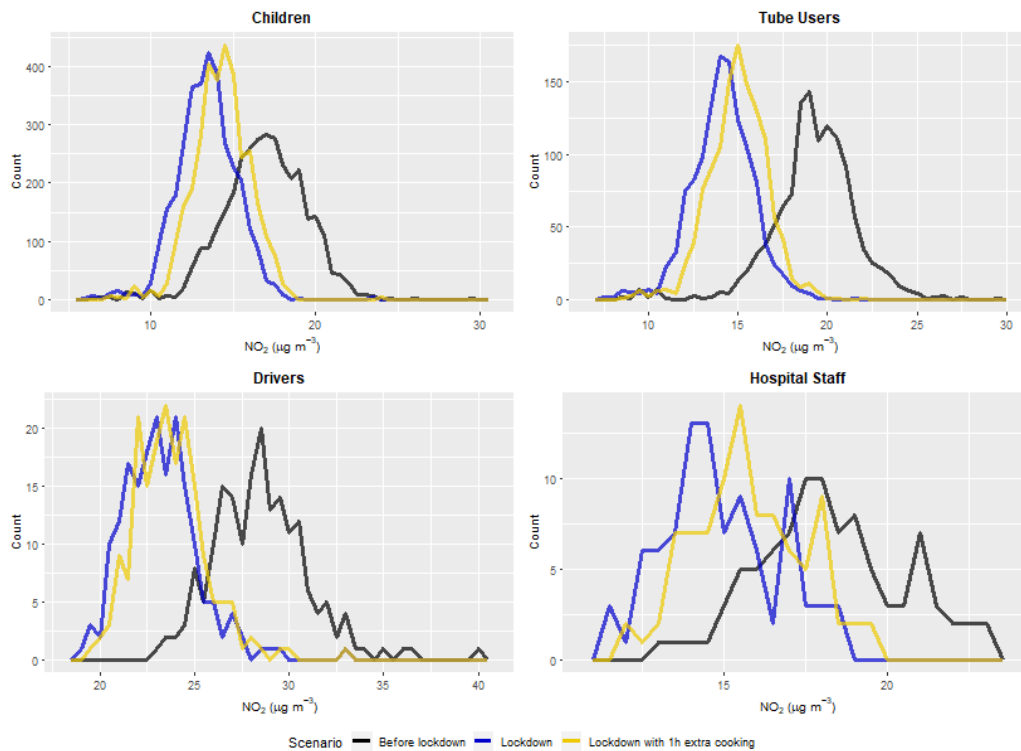 Children
Count
400
300
200
100
0
10 20 30
NO₂ (μg m⁻³)
Tube Users
Count
150
100
50
0
10 15 20 25 30
NO₂ (μg m⁻³)
Drivers
Count
20
15
10
5
0
20 25 30 35 40
NO₂ (μg m⁻³)
Hospital Staff
Count
10
5
0
15 20
NO₂ (μg m⁻³)
Scenario Before lockdown Lockdown Lockdown with 1h extra cooking